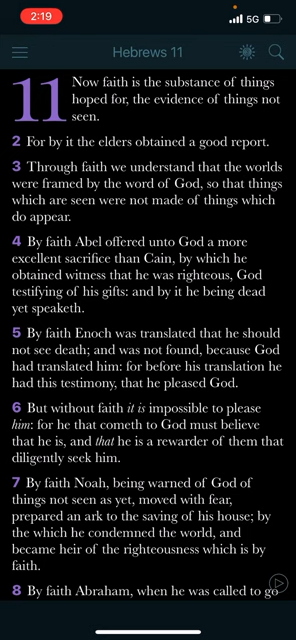 2:19
5G
Hebrews 11
11 Now faith is the substance of things
hoped for, the evidence of things not
seen.
2 For by it the elders obtained a good report.
3 Through faith we understand that the worlds
were framed by the word of God, so that things
which are seen were not made of things which
do appear.
4 By faith Abel offered unto God a more
excellent sacrifice than Cain, by which he
obtained witness that he was righteous, God
testifying of his gifts: and by it he being dead
yet speaketh.
5 By faith Enoch was translated that he should
not see death; and was not found, because God
had translated him: for before his translation he
had this testimony, that he pleased God.
6 But without faith it is impossible to please
him: for he that cometh to God must believe
that he is, and that he is a rewarder of them that
diligently seek him.
7 By faith Noah, being warned of God of
things not seen as yet, moved with fear,
prepared an ark to the saving of his house; by
the which he condemned the world, and
became heir of the righteousness which is by
faith.
8 By faith Abraham, when he was called to go